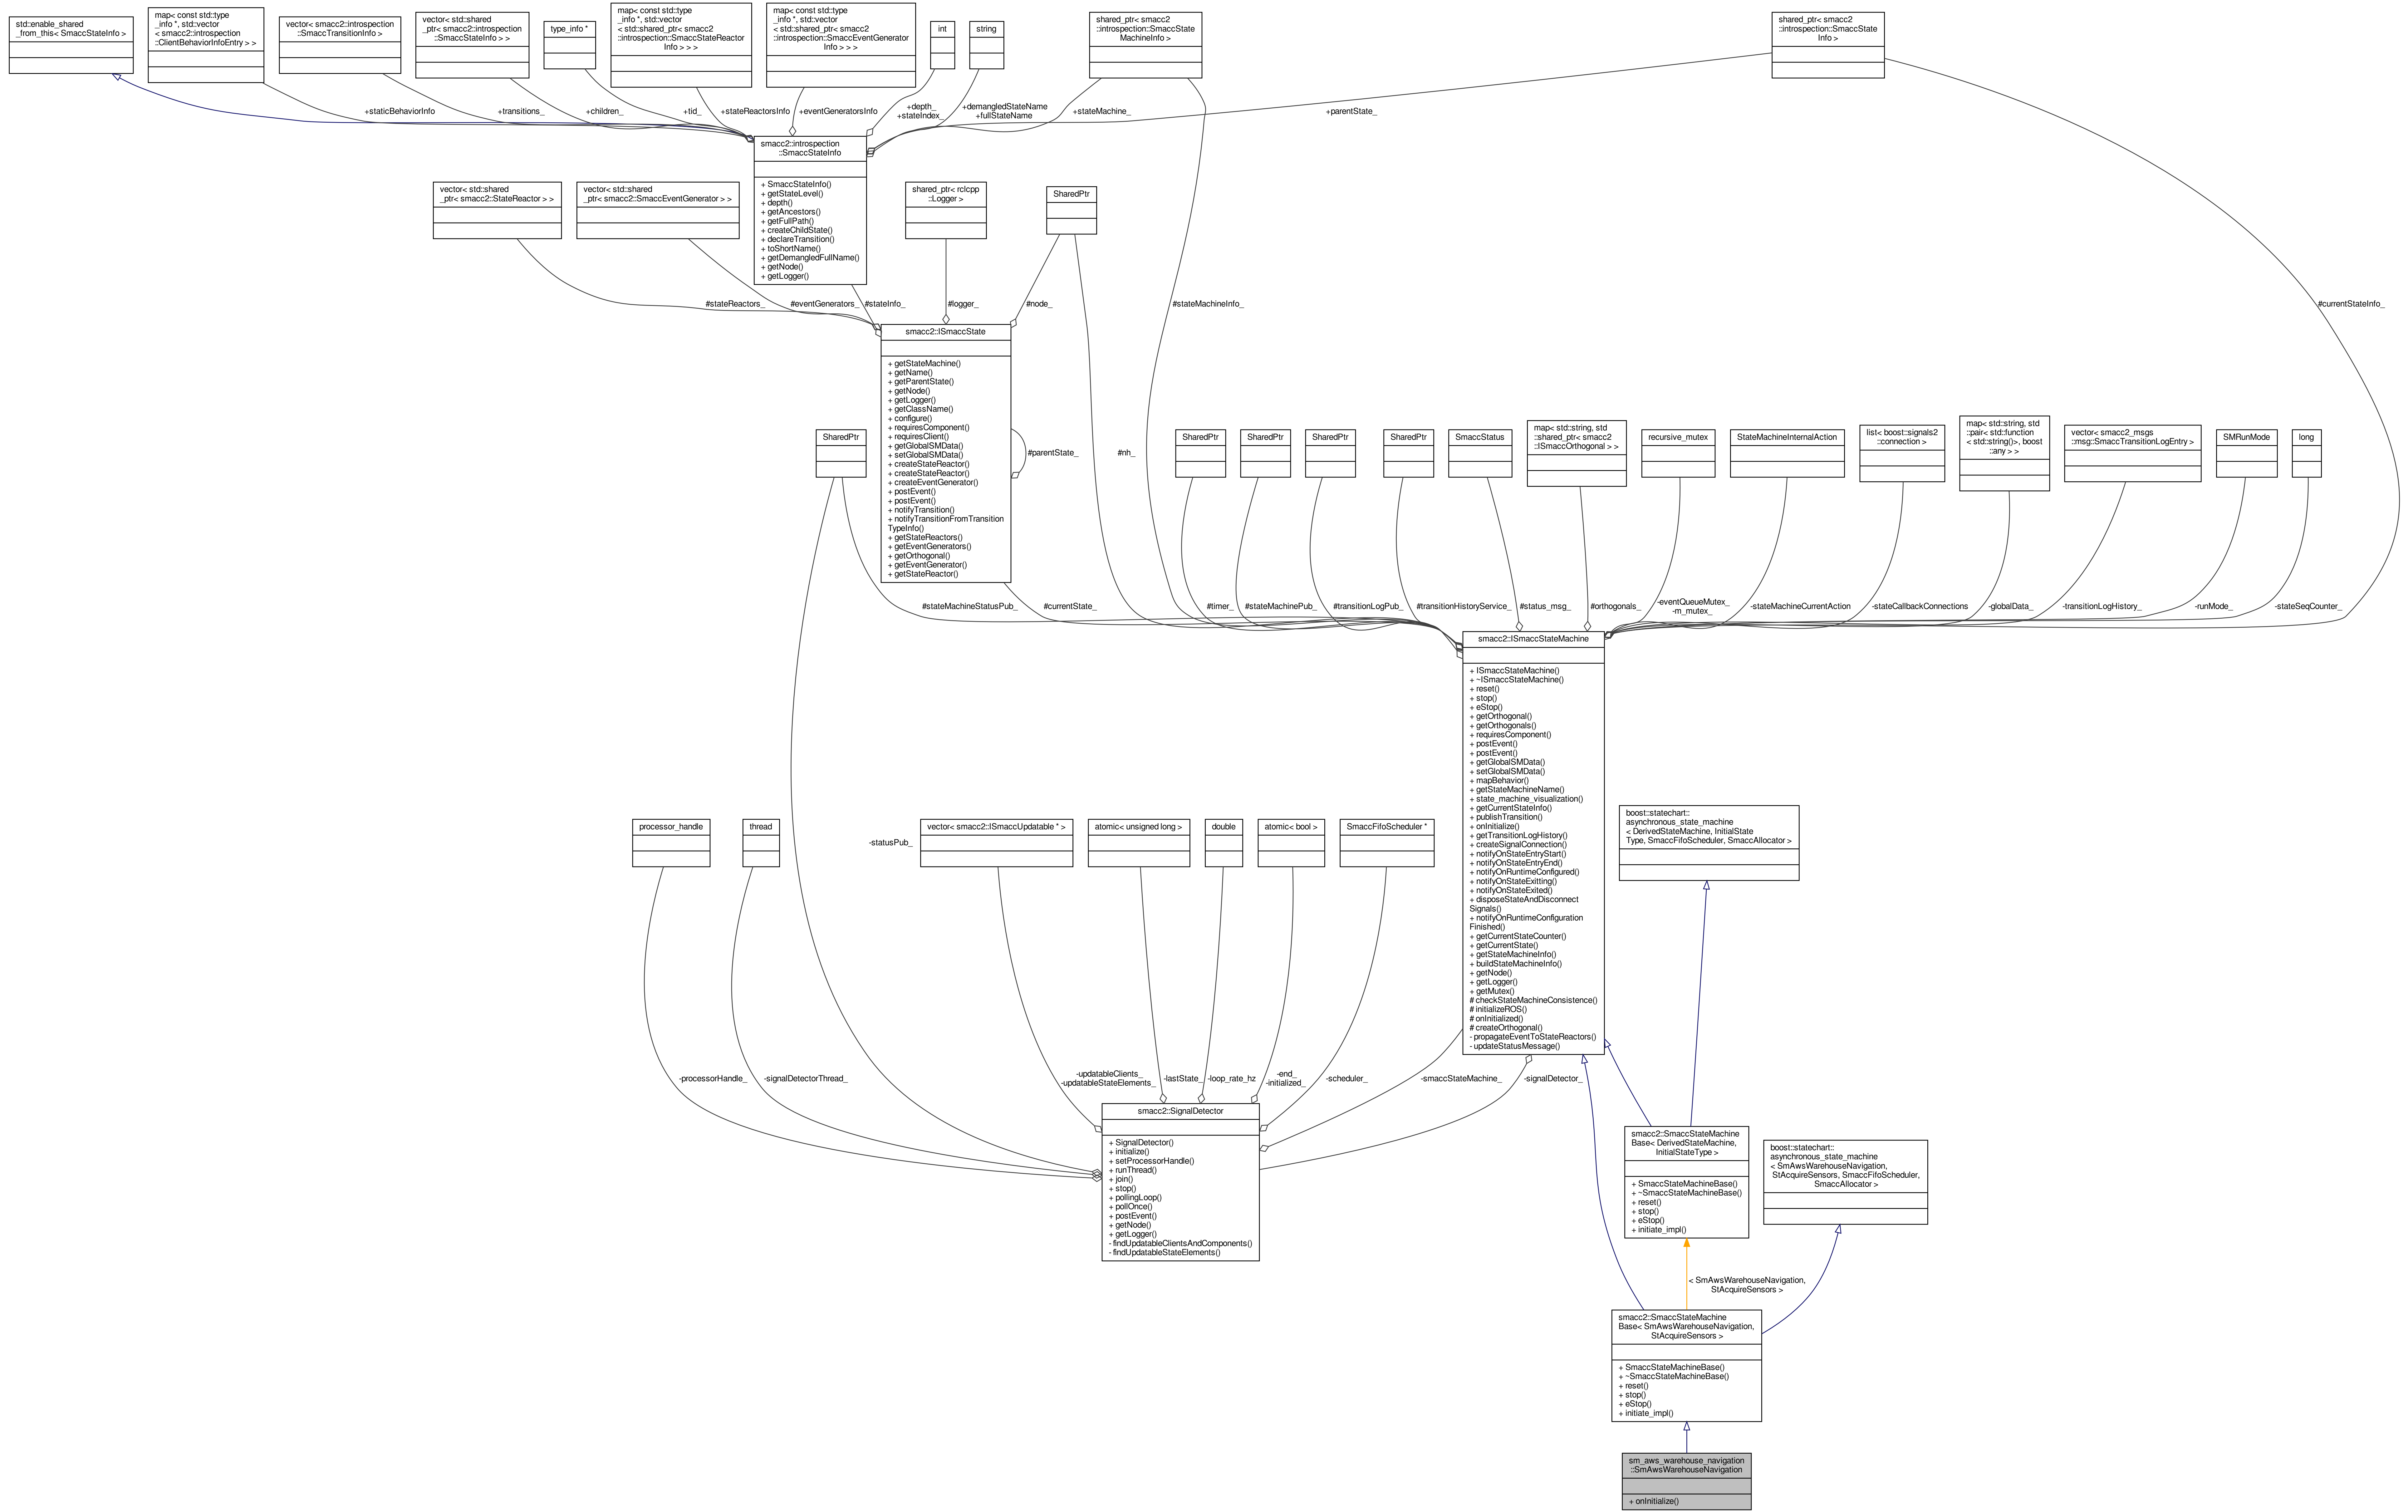 std::enable_shared
_from_this< SmaccStateInfo >
map< const std::type
_info *, std::vector
< smacc2::introspection
::ClientBehaviorInfoEntry > >
vector< smacc2::introspection
::SmaccTransitionInfo >
vector< std::shared
_ptr< smacc2::introspection
::SmaccStateInfo > >
type_info *
map< const std::type
_info *, std::vector
< std::shared_ptr< smacc2
::introspection::SmaccStateReactor
Info > > >
map< const std::type
_info *, std::vector
< std::shared_ptr< smacc2
::introspection::SmaccEventGenerator
Info > > >
int
string
shared_ptr< smacc2
::introspection::SmaccState
MachineInfo >
shared_ptr< smacc2
::introspection::SmaccState
Info >
+staticBehaviorInfo
+transitions_
+children_
+tid_
+stateReactorsInfo
+eventGeneratorsInfo
+depth_
+stateIndex_
+demangledStateName
+fullStateName
+stateMachine_
+parentState_
smacc2::introspection
::SmaccStateInfo
+ SmaccStateInfo()
+ getStateLevel()
+ depth()
+ getAncestors()
+ getFullPath()
+ createChildState()
+ declareTransition()
+ toShortName()
+ getDemangledFullName()
+ getNode()
+ getLogger()
vector< std::shared
_ptr< smacc2::StateReactor > >
vector< std::shared
_ptr< smacc2::SmaccEventGenerator > >
shared_ptr< rclcpp
::Logger >
SharedPtr
#stateReactors_
#eventGenerators_
#stateInfo_
#logger_
#node_
#stateMachineInfo_
#currentStateInfo_
smacc2::ISmaccState
+ getStateMachine()
+ getName()
+ getParentState()
+ getNode()
+ getLogger()
+ getClassName()
+ configure()
+ requiresComponent()
+ requiresClient()
+ getGlobalSMData()
+ setGlobalSMData()
+ createStateReactor()
+ createStateReactor()
+ createEventGenerator()
+ postEvent()
+ postEvent()
+ notifyTransition()
+ notifyTransitionFromTransition
TypeInfo()
+ getStateReactors()
+ getEventGenerators()
+ getOrthogonal()
+ getEventGenerator()
+ getStateReactor()
#parentState_
#nh_
SharedPtr
SharedPtr
SharedPtr
SharedPtr
SharedPtr
SmaccStatus
map< std::string, std
::shared_ptr< smacc2
::ISmaccOrthogonal > >
recursive_mutex
StateMachineInternalAction
list< boost::signals2
::connection >
map< std::string, std
::pair< std::function
< std::string()>, boost
::any > >
vector< smacc2_msgs
::msg::SmaccTransitionLogEntry >
SMRunMode
long
#stateMachineStatusPub_
#currentState_
#timer_
#stateMachinePub_
#transitionLogPub_
#transitionHistoryService_
#status_msg_
#orthogonals_
-eventQueueMutex_
-m_mutex_
-stateMachineCurrentAction
-stateCallbackConnections
-globalData_
-transitionLogHistory_
-runMode_
-stateSeqCounter_
smacc2::ISmaccStateMachine
+ ISmaccStateMachine()
+ ~ISmaccStateMachine()
+ reset()
+ stop()
+ eStop()
+ getOrthogonal()
+ getOrthogonals()
+ requiresComponent()
+ postEvent()
+ postEvent()
+ getGlobalSMData()
+ setGlobalSMData()
+ mapBehavior()
+ getStateMachineName()
+ state_machine_visualization()
+ getCurrentStateInfo()
+ publishTransition()
+ onInitialize()
+ getTransitionLogHistory()
+ createSignalConnection()
+ notifyOnStateEntryStart()
+ notifyOnStateEntryEnd()
+ notifyOnRuntimeConfigured()
+ notifyOnStateExitting()
+ notifyOnStateExited()
+ disposeStateAndDisconnect
Signals()
+ notifyOnRuntimeConfiguration
Finished()
+ getCurrentStateCounter()
+ getCurrentState()
+ getStateMachineInfo()
+ buildStateMachineInfo()
+ getNode()
+ getLogger()
+ getMutex()
# checkStateMachineConsistence()
# initializeROS()
# onInitialized()
# createOrthogonal()
- propagateEventToStateReactors()
- updateStatusMessage()
processor_handle
thread
-statusPub_
vector< smacc2::ISmaccUpdatable * >
atomic< unsigned long >
double
atomic< bool >
SmaccFifoScheduler *
boost::statechart::
asynchronous_state_machine
< DerivedStateMachine, InitialState
Type, SmaccFifoScheduler, SmaccAllocator >
-processorHandle_
-signalDetectorThread_
-updatableClients_
-updatableStateElements_
-lastState_
-loop_rate_hz
-end_
-initialized_
-scheduler_
-smaccStateMachine_
-signalDetector_
smacc2::SignalDetector
+ SignalDetector()
+ initialize()
+ setProcessorHandle()
+ runThread()
+ join()
+ stop()
+ pollingLoop()
+ pollOnce()
+ postEvent()
+ getNode()
+ getLogger()
- findUpdatableClientsAndComponents()
- findUpdatableStateElements()
smacc2::SmaccStateMachine
Base< DerivedStateMachine,
InitialStateType >
+ SmaccStateMachineBase()
+ ~SmaccStateMachineBase()
+ reset()
+ stop()
+ eStop()
+ initiate_impl()
boost::statechart::
asynchronous_state_machine
< SmAwsWarehouseNavigation,
StAcquireSensors, SmaccFifoScheduler,
SmaccAllocator >
< SmAwsWarehouseNavigation,
StAcquireSensors >
smacc2::SmaccStateMachine
Base< SmAwsWarehouseNavigation,
StAcquireSensors >
+ SmaccStateMachineBase()
+ ~SmaccStateMachineBase()
+ reset()
+ stop()
+ eStop()
+ initiate_impl()
sm_aws_warehouse_navigation
::SmAwsWarehouseNavigation
+ onInitialize()